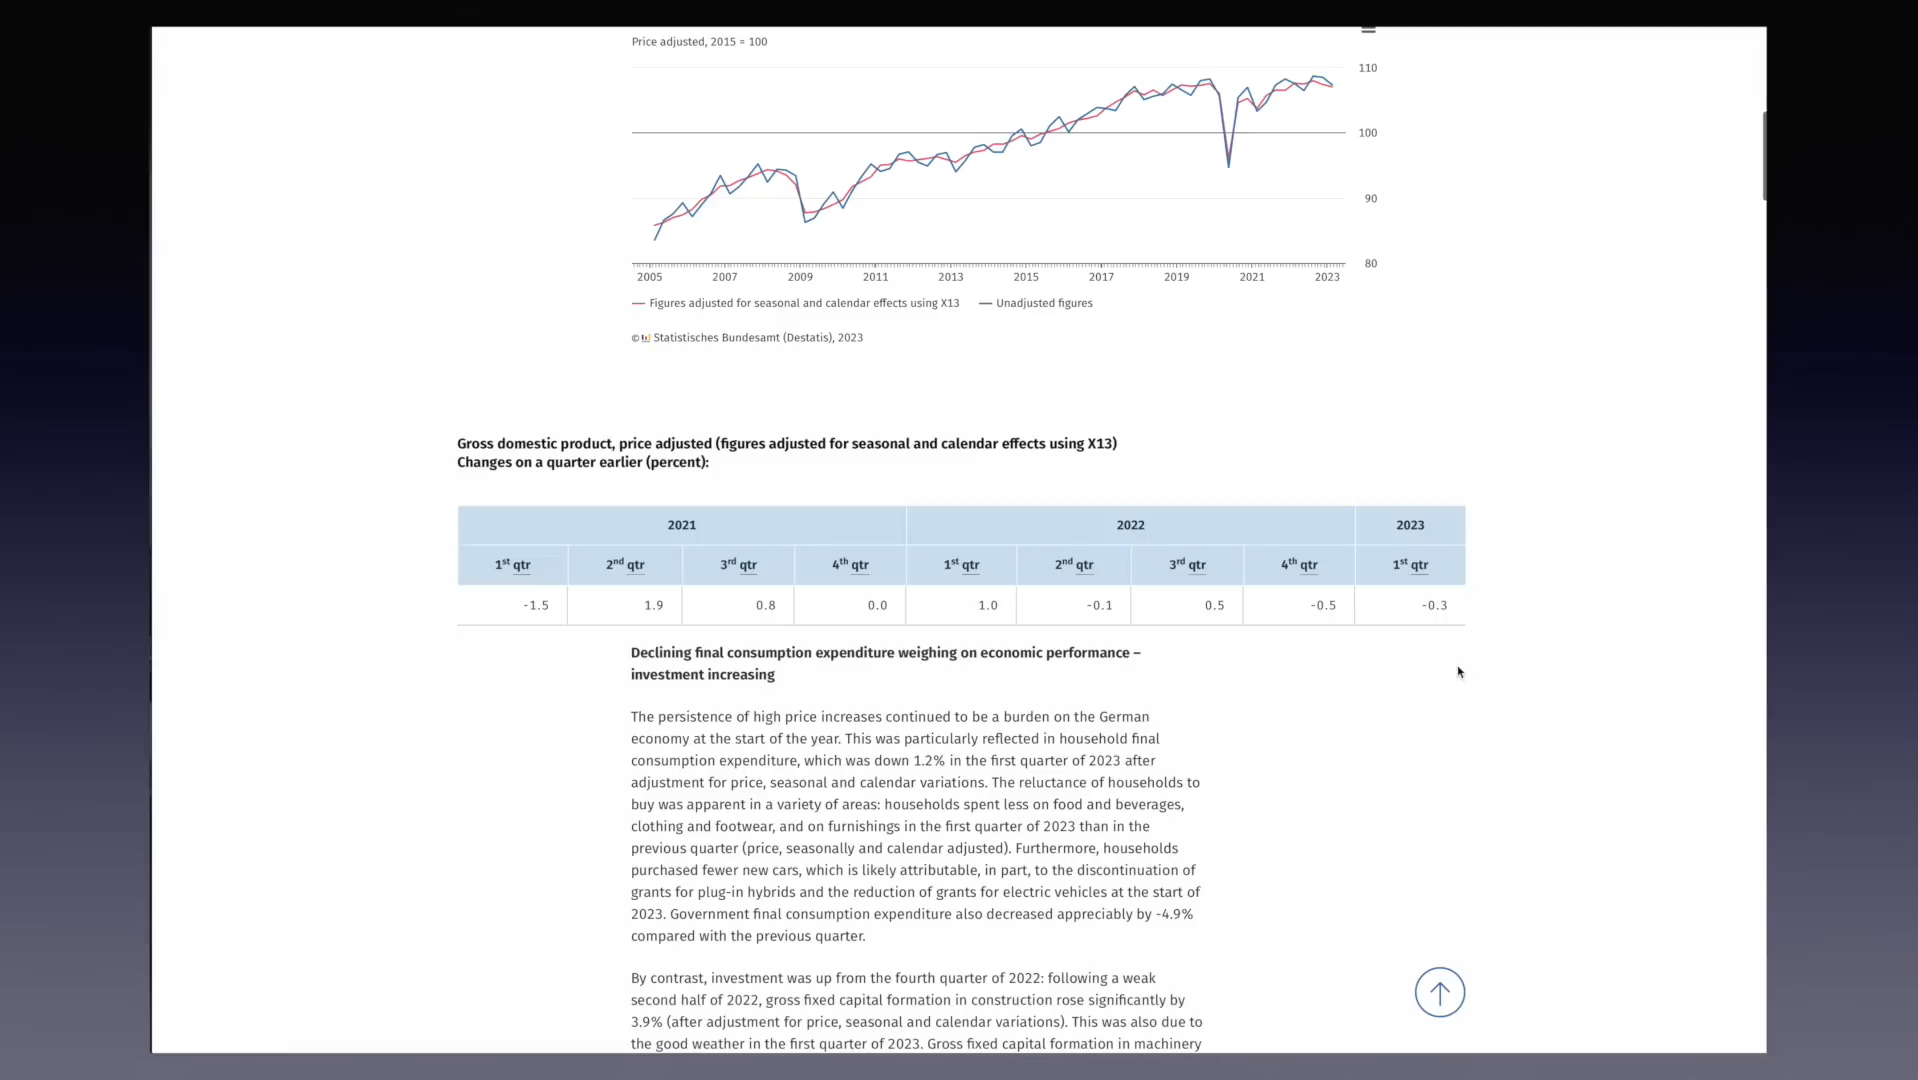 Price adjusted, 2015 = 100
110
100
90
80
2005 2007 2009 2011 2013 2015 2017 2019 2021 2023
Figures adjusted for seasonal and calendar effects using X13 Unadjusted figures
© Statistisches Bundesamt (Destatis), 2023
Gross domestic product, price adjusted (figures adjusted for seasonal and calendar effects using X13)
Changes on a quarter earlier (percent):
2021 2022 2023
1st qtr 2nd qtr 3rd qtr 4th qtr 1st qtr 2nd qtr 3rd qtr 4th qtr 1st qtr
-1.5 1.9 0.8 0.0 1.0 -0.1 0.5 -0.5 -0.3
Declining final consumption expenditure weighing on economic performance –
investment increasing
The persistence of high price increases continued to be a burden on the German
economy at the start of the year. This was particularly reflected in household final
consumption expenditure, which was down 1.2% in the first quarter of 2023 after
adjustment for price, seasonal and calendar variations. The reluctance of households to
buy was apparent in a variety of areas: households spent less on food and beverages,
clothing and footwear, and on furnishings in the first quarter of 2023 than in the
previous quarter (price, seasonally and calendar adjusted). Furthermore, households
purchased fewer new cars, which is likely attributable, in part, to the discontinuation of
grants for plug-in hybrids and the reduction of grants for electric vehicles at the start of
2023. Government final consumption expenditure also decreased appreciably by -4.9%
compared with the previous quarter.
By contrast, investment was up from the fourth quarter of 2022: following a weak
second half of 2022, gross fixed capital formation in construction rose significantly by
3.9% (after adjustment for price, seasonal and calendar variations). This was also due to
the good weather in the first quarter of 2023. Gross fixed capital formation in machinery